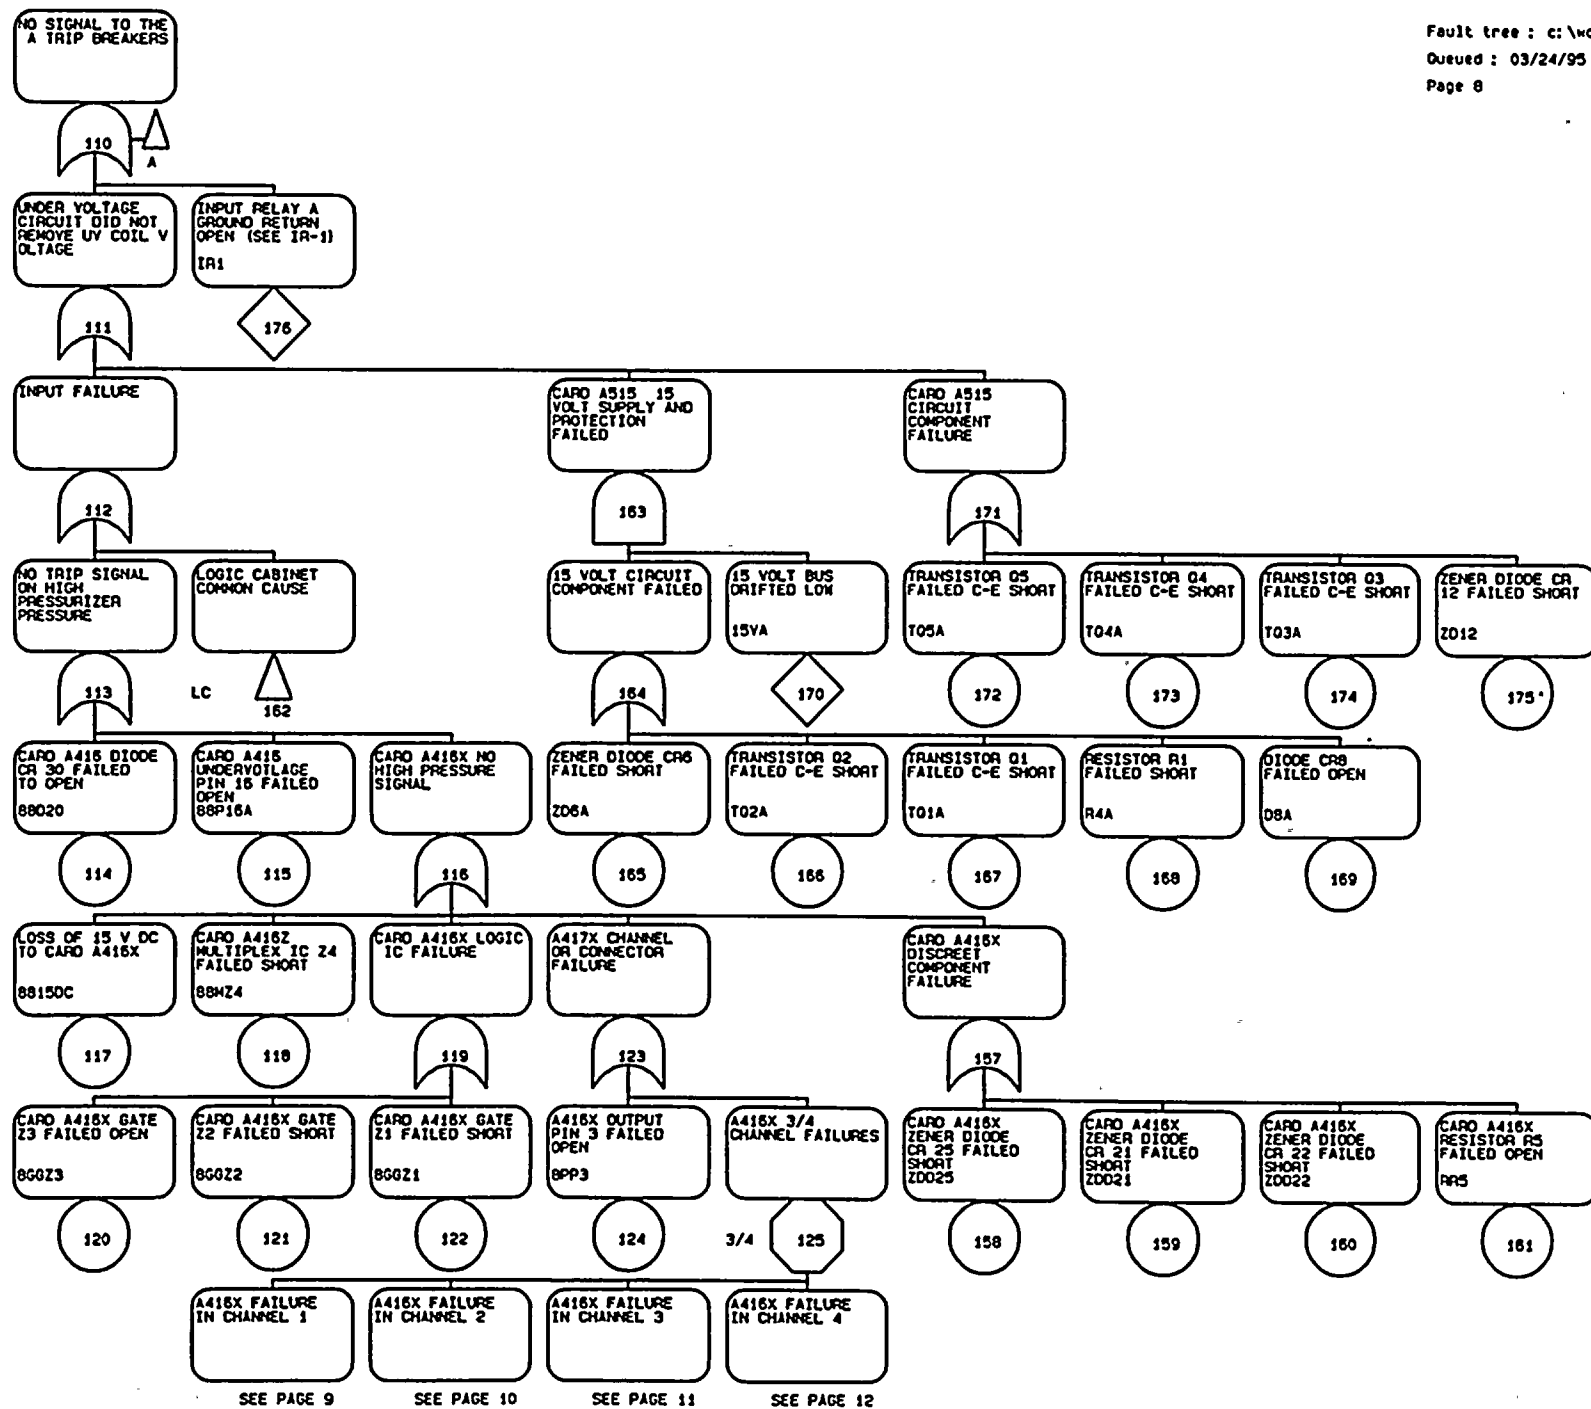 NO SIGNAL TO THE
A TRIP BREAKERS
Fault tree : c:\wo
Queued : 03/24/95
Page 8
110
A
UNDER VOLTAGE
CIRCUIT DID NOT
REMOVE UV COIL V
OLTAGE
INPUT RELAY A
GROUND RETURN
OPEN (SEE IR-1)
IR1
111
176
INPUT FAILURE
CARD A515 15
VOLT SUPPLY AND
PROTECTION
FAILED
CARD A515
CIRCUIT
COMPONENT
FAILURE
112
163
171
NO TRIP SIGNAL
ON HIGH
PRESSURIZER
PRESSURE
LOGIC CABINET
COMMON CAUSE
15 VOLT CIRCUIT
COMPONENT FAILED
15 VOLT BUS
DRIFTED LOW
15VA
TRANSISTOR Q5
FAILED C-E SHORT
TQ5A
TRANSISTOR Q4
FAILED C-E SHORT
TQ4A
TRANSISTOR Q3
FAILED C-E SHORT
TQ3A
ZENER DIODE CR
12 FAILED SHORT
ZD12
113
LC
162
164
170
172
173
174
175
CARD A416 DIODE
CR 30 FAILED
TO OPEN
88D20
CARD A416
UNDERVOTLAGE
PIN 16 FAILED
OPEN
88P16A
CARD A416X NO
HIGH PRESSURE
SIGNAL
ZENER DIODE CR6
FAILED SHORT
ZD6A
TRANSISTOR Q2
FAILED C-E SHORT
TQ2A
TRANSISTOR Q1
FAILED C-E SHORT
TQ1A
RESISTOR R1
FAILED SHORT
R4A
DIODE CR8
FAILED OPEN
D8A
114
115
116
165
166
167
168
169
LOSS OF 15 V DC
TO CARD A416X
8815DC
CARD A416Z
MULTIPLEX IC Z4
FAILED SHORT
88MZ4
CARD A416X LOGIC
IC FAILURE
A417X CHANNEL
OR CONNECTOR
FAILURE
CARD A416X
DISCREET
COMPONENT
FAILURE
117
118
119
123
157
CARD A416X GATE
Z3 FAILED OPEN
8GGZ3
CARD A416X GATE
Z2 FAILED SHORT
8GGZ2
CARD A416X GATE
Z1 FAILED SHORT
8GGZ1
A416X OUTPUT
PIN 3 FAILED
OPEN
8PP3
A416X 3/4
CHANNEL FAILURES
CARD A416X
ZENER DIODE
CR 25 FAILED
SHORT
ZDD25
CARD A416X
ZENER DIODE
CR 21 FAILED
SHORT
ZDD21
CARD A416X
ZENER DIODE
CR 22 FAILED
SHORT
ZDD22
CARD A416X
RESISTOR R5
FAILED OPEN
RR5
120
121
122
124
3/4
125
158
159
160
161
A416X FAILURE
IN CHANNEL 1
A416X FAILURE
IN CHANNEL 2
A416X FAILURE
IN CHANNEL 3
A416X FAILURE
IN CHANNEL 4
SEE PAGE 9
SEE PAGE 10
SEE PAGE 11
SEE PAGE 12